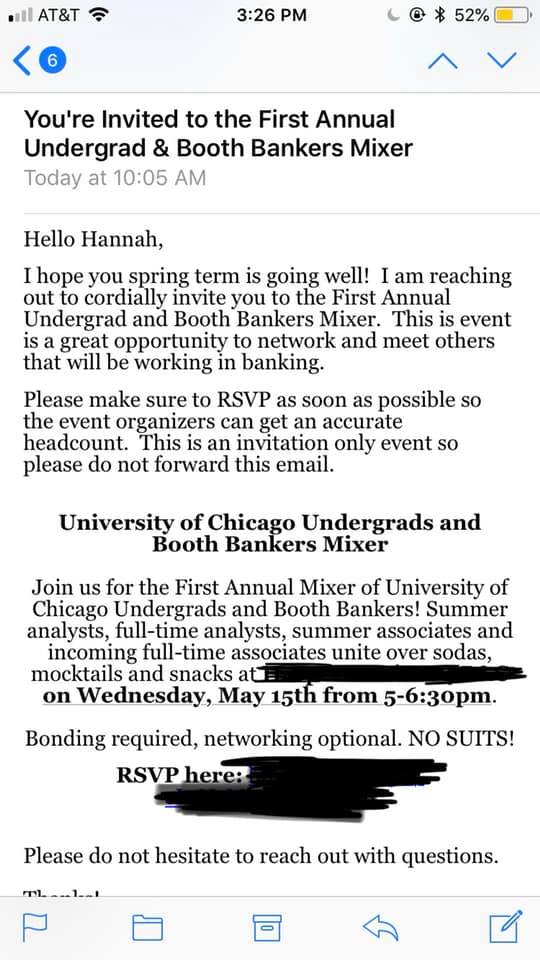 AT&T 3:26 PM 52%
6
You're Invited to the First Annual
Undergrad & Booth Bankers Mixer
Today at 10:05 AM
Hello Hannah,
I hope you spring term is going well!  I am reaching
out to cordially invite you to the First Annual
Undergrad and Booth Bankers Mixer.  This is event
is a great opportunity to network and meet others
that will be working in banking.
Please make sure to RSVP as soon as possible so
the event organizers can get an accurate
headcount.  This is an invitation only event so
please do not forward this email.
University of Chicago Undergrads and
Booth Bankers Mixer
Join us for the First Annual Mixer of University of
Chicago Undergrads and Booth Bankers! Summer
analysts, full-time analysts, summer associates and
incoming full-time associates unite over sodas,
mocktails and snacks at
on Wednesday, May 15th from 5-6:30pm.
Bonding required, networking optional. NO SUITS!
RSVP here:
Please do not hesitate to reach out with questions.